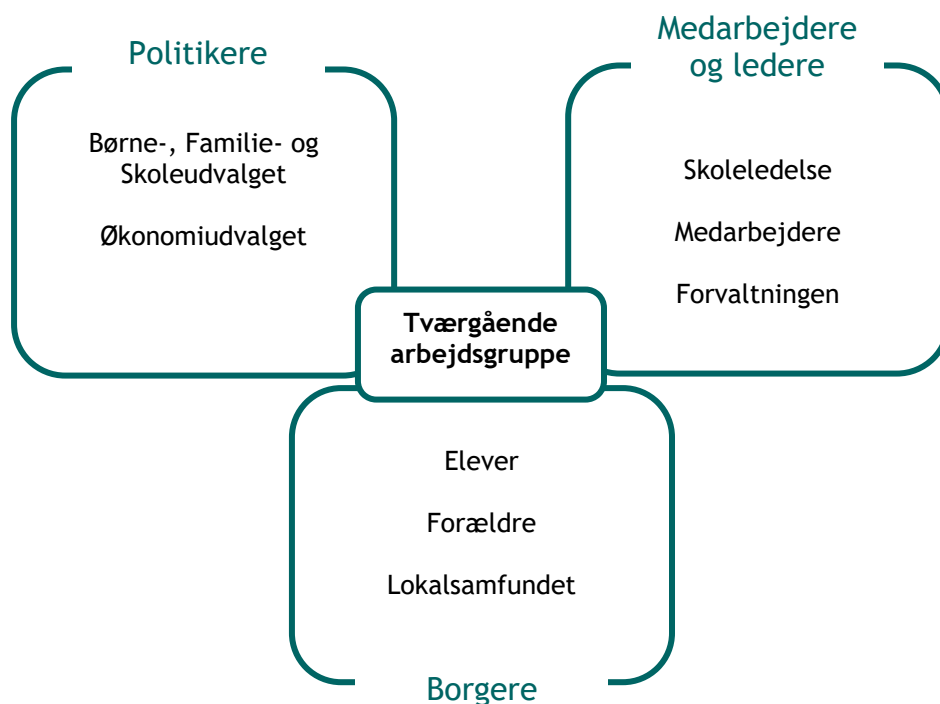 Politikere
Børne-, Familie- og
Skoleudvalget
Økonomiudvalget
Medarbejdere
og ledere
Skoleledelse
Medarbejdere
Forvaltningen
Tværgående
arbejdsgruppe
Elever
Forældre
Lokalsamfundet
Borgere